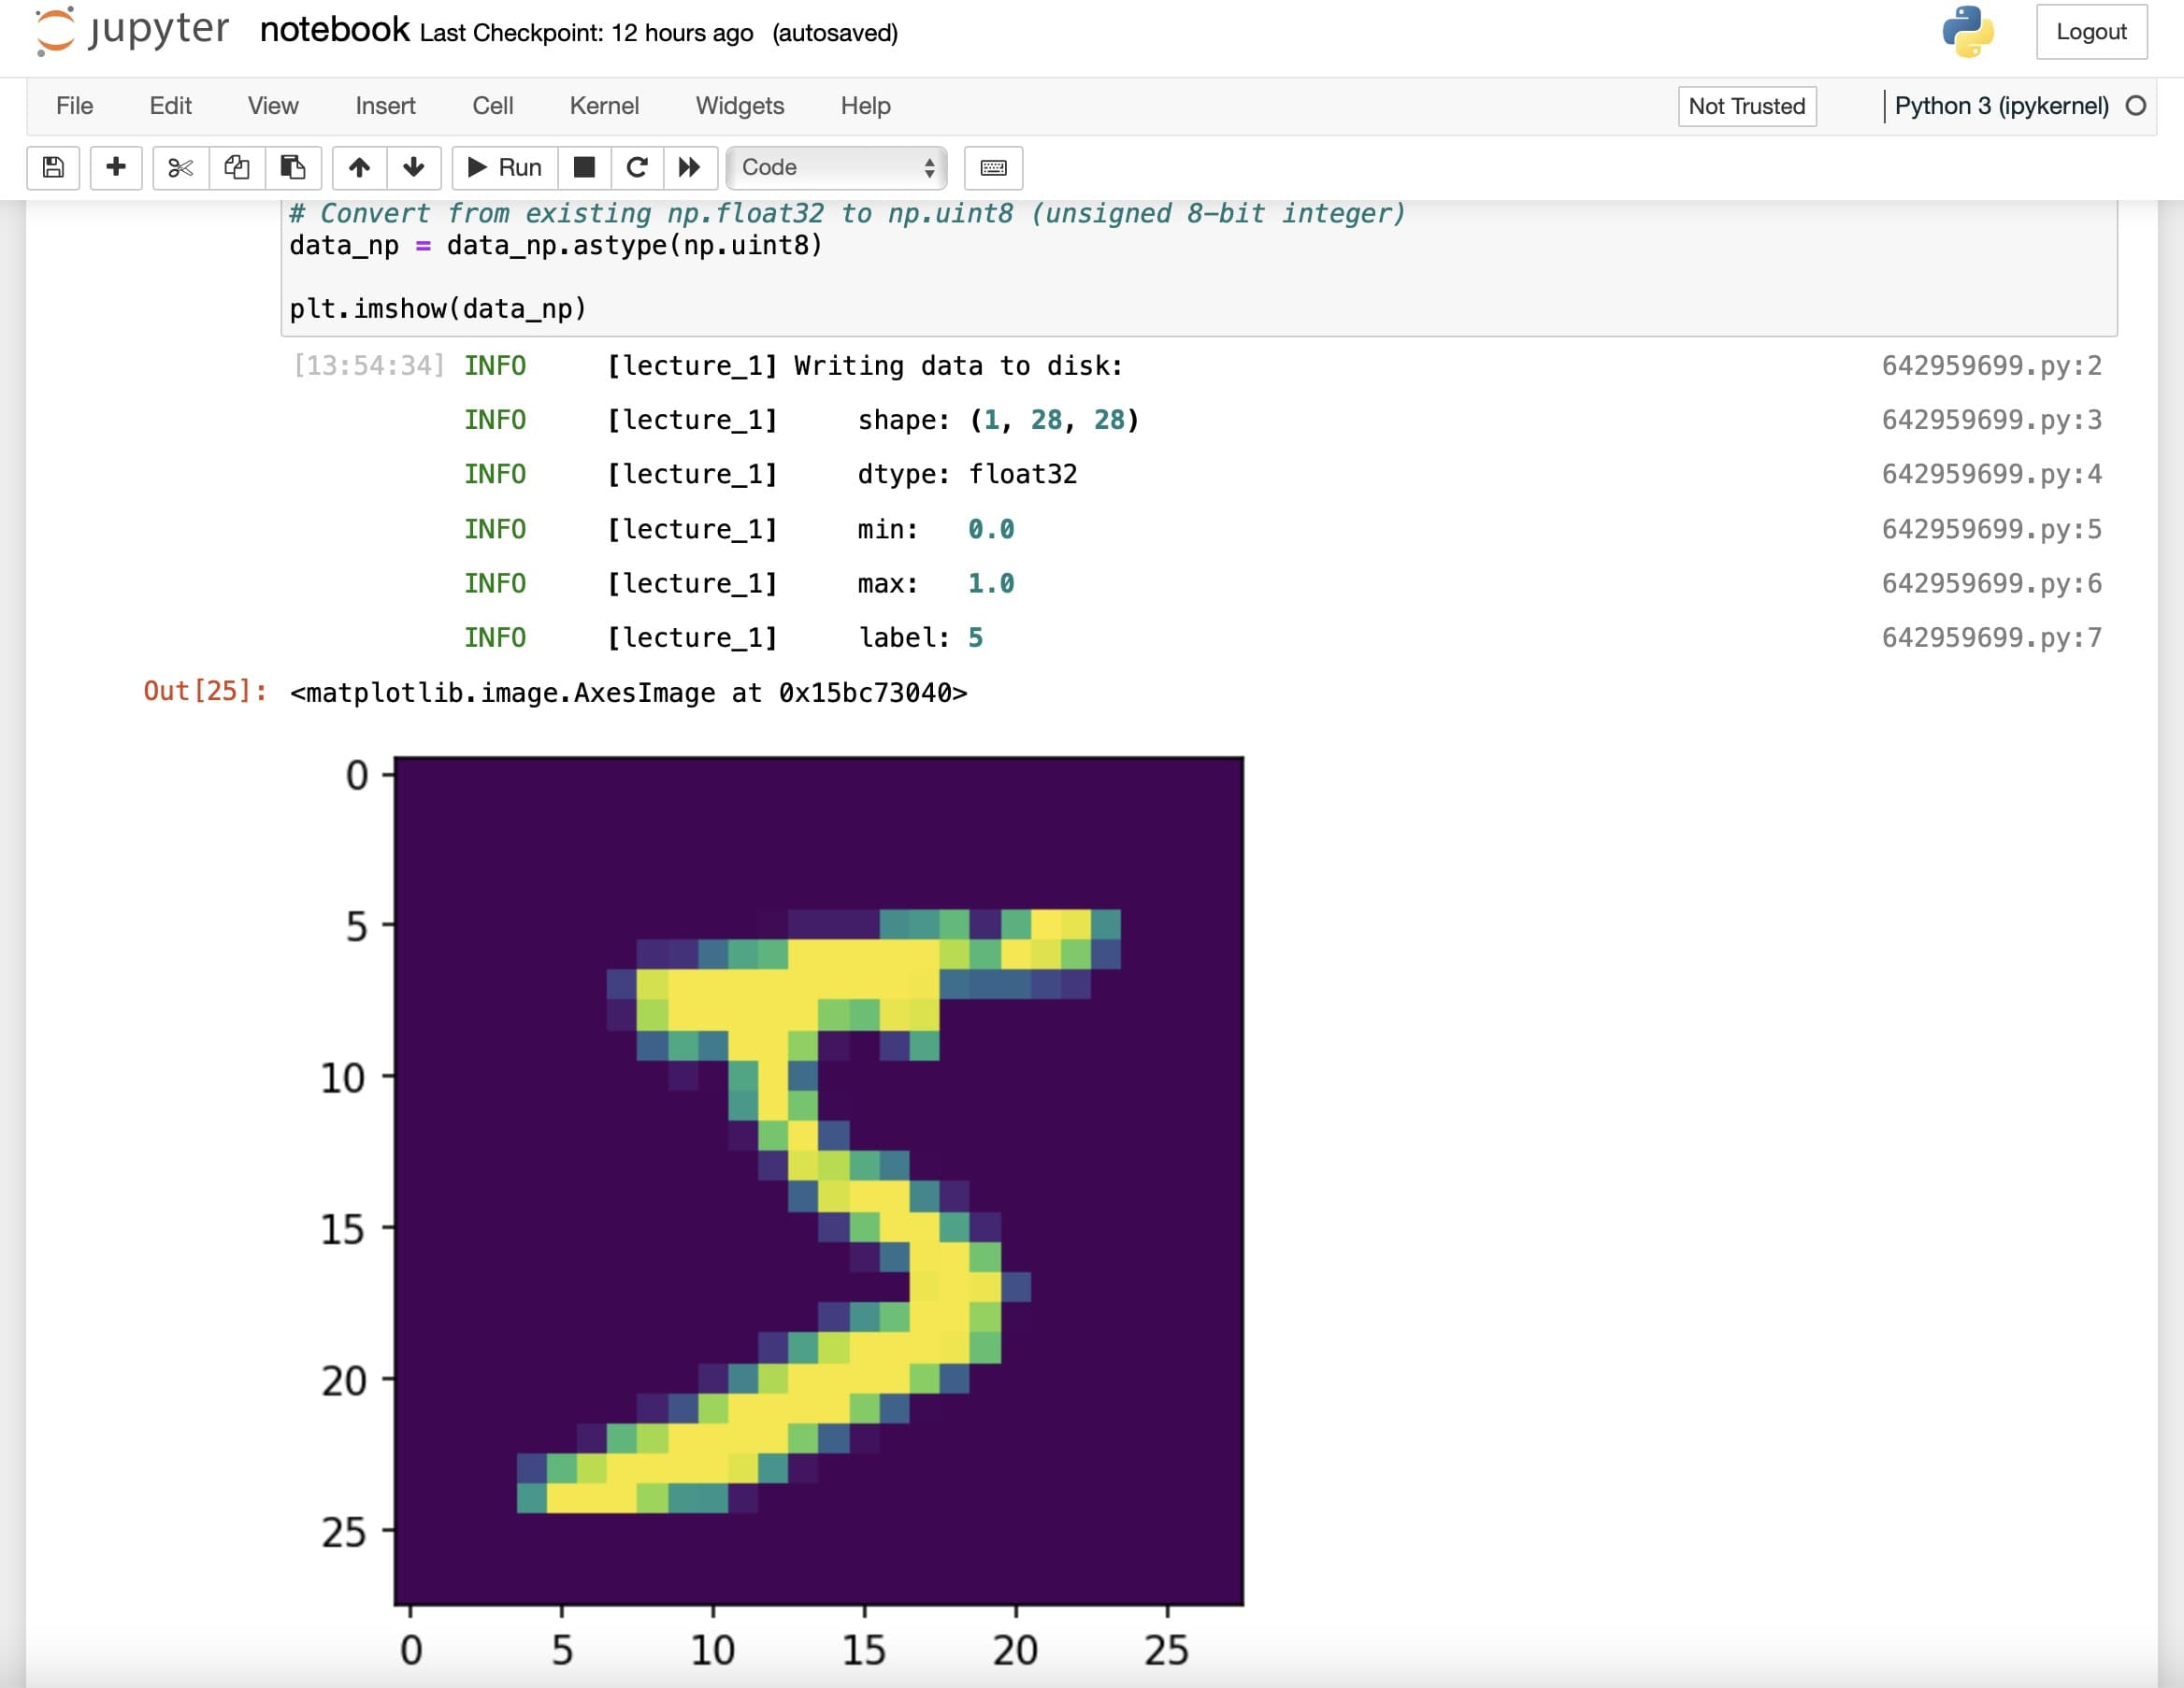 jupyter notebook Last Checkpoint: 12 hours ago (autosaved) Logout
File Edit View Insert Cell Kernel Widgets Help Not Trusted Python 3 (ipykernel)
Run Code
# Convert from existing np.float32 to np.uint8 (unsigned 8-bit integer)
data_np = data_np.astype(np.uint8)
plt.imshow(data_np)
[13:54:34] INFO [lecture_1] Writing data to disk: 642959699.py:2
INFO [lecture_1] shape: (1, 28, 28) 642959699.py:3
INFO [lecture_1] dtype: float32 642959699.py:4
INFO [lecture_1] min: 0.0 642959699.py:5
INFO [lecture_1] max: 1.0 642959699.py:6
INFO [lecture_1] label: 5 642959699.py:7
Out[25]: <matplotlib.image.AxesImage at 0x15bc73040>
0
5
10
15
20
25
0 5 10 15 20 25